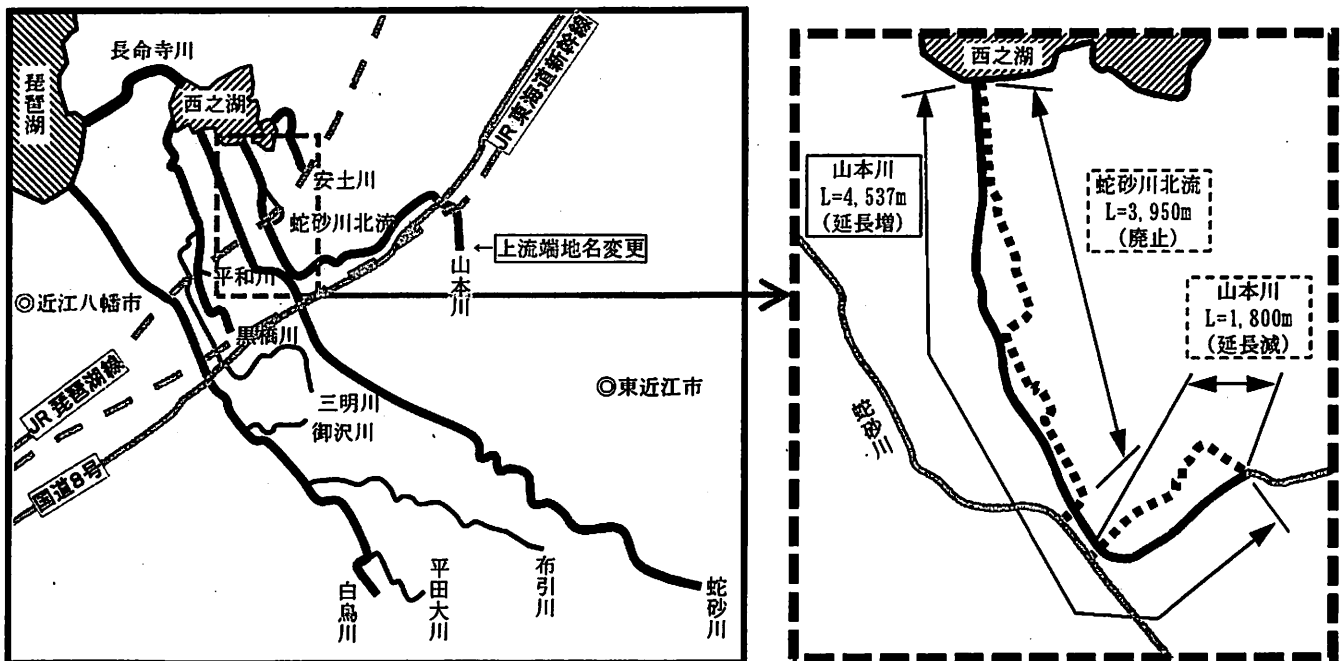 長命寺川
琵琶湖
西之湖
JR東海道新幹線
安土川
蛇砂川北流
←上流端地名変更
山本川
平和川
◎近江八幡市
黒橋川
JR琵琶湖線
◎東近江市
三明川
御沢川
国道8号
白鳥川
平田大川
布引川
蛇砂川
西之湖
山本川
L=4,537m
(延長増)
蛇砂川北流
L=3,950m
(廃止)
山本川
L=1,800m
(延長減)
蛇砂川